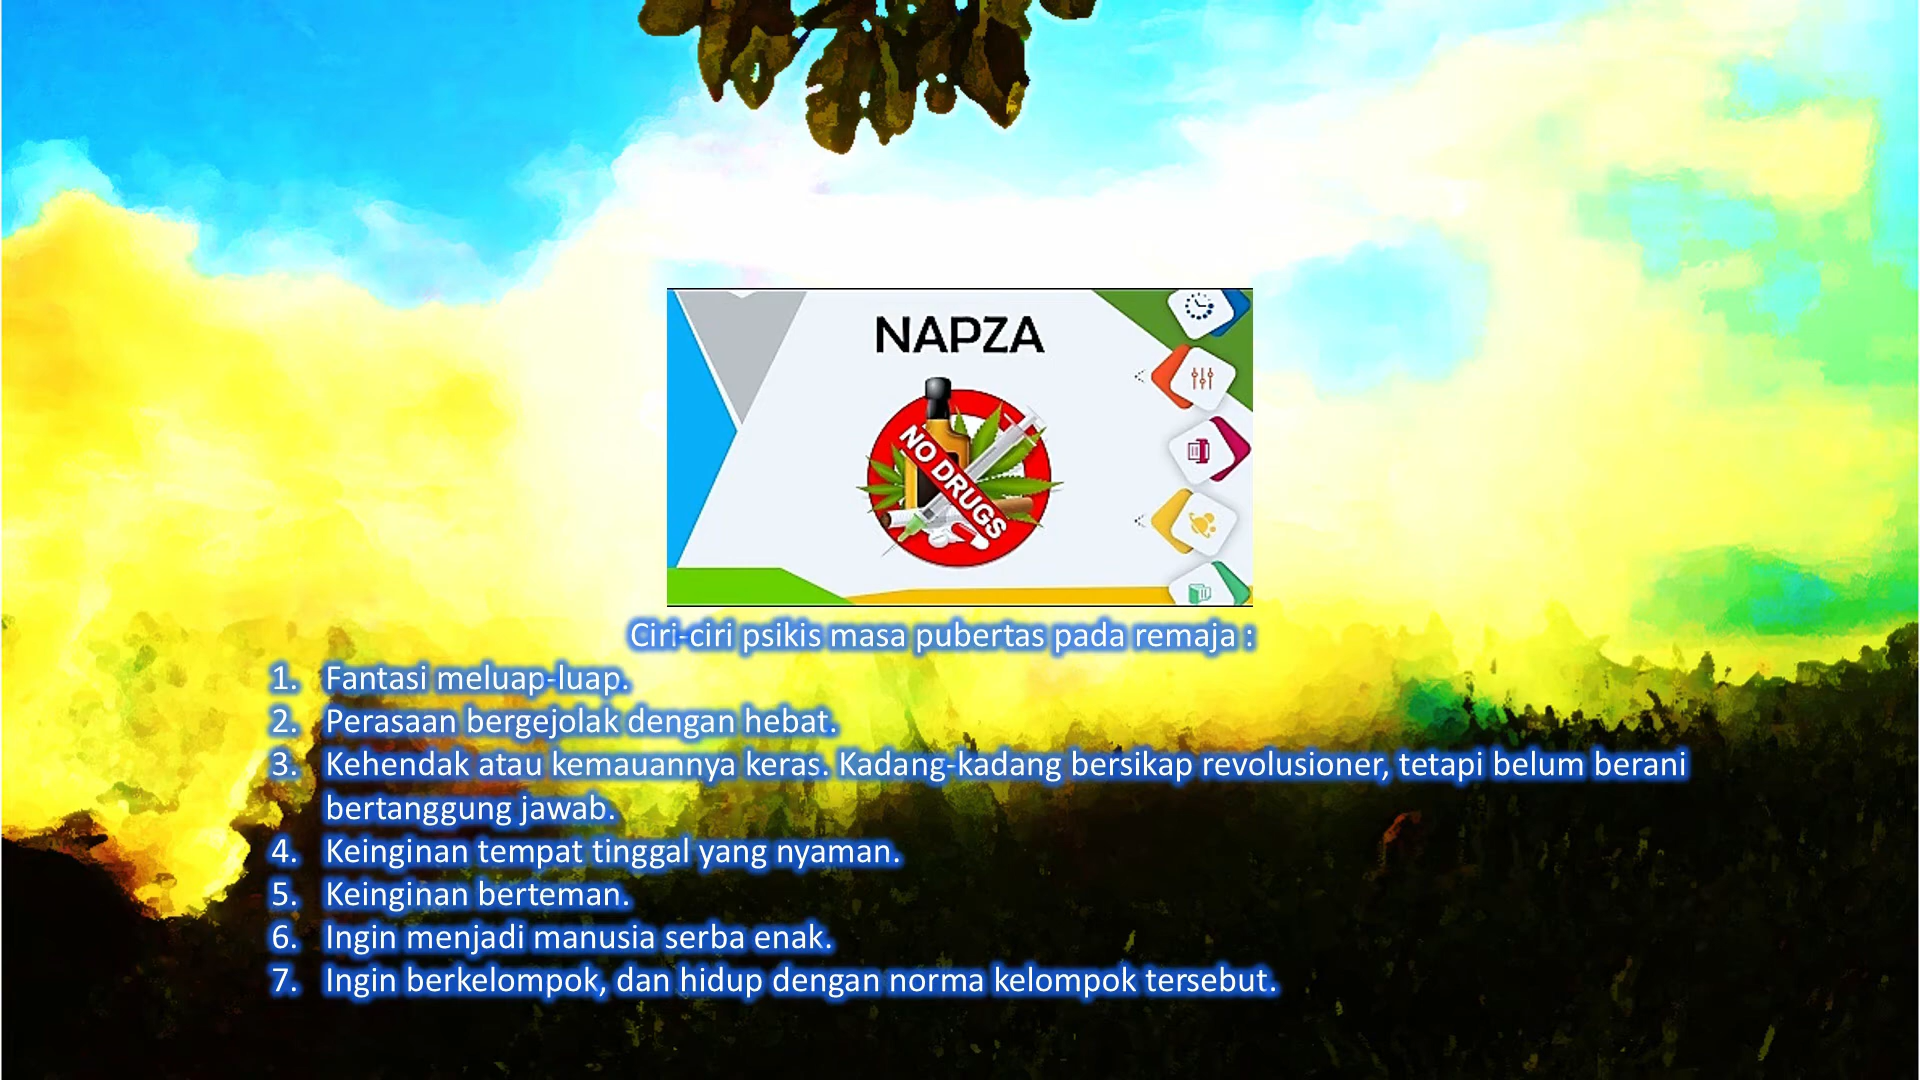 NAPZA
NO DRUGS
Ciri-ciri psikis masa pubertas pada remaja :
1. Fantasi meluap-luap.
2. Perasaan bergejolak dengan hebat.
3. Kehendak atau kemauannya keras. Kadang-kadang bersikap revolusioner, tetapi belum berani
bertanggung jawab.
4. Keinginan tempat tinggal yang nyaman.
5. Keinginan berteman.
6. Ingin menjadi manusia serba enak.
7. Ingin berkelompok, dan hidup dengan norma kelompok tersebut.